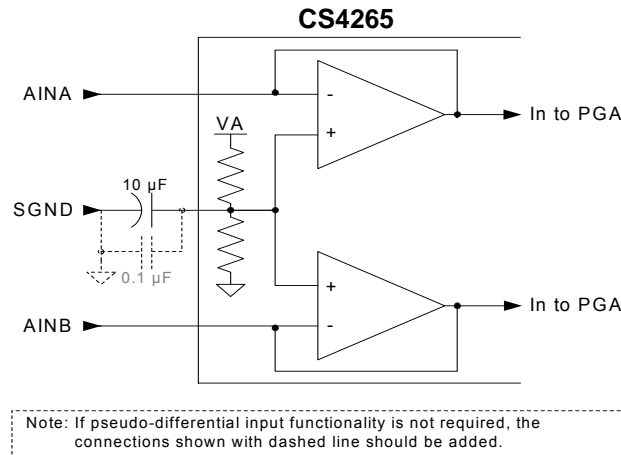 CS4265
AINA
-
In to PGA
VA
+
10 µF
SGND
0.1 µF
+
In to PGA
AINB
-
Note: If pseudo-differential input functionality is not required, the
connections shown with dashed line should be added.